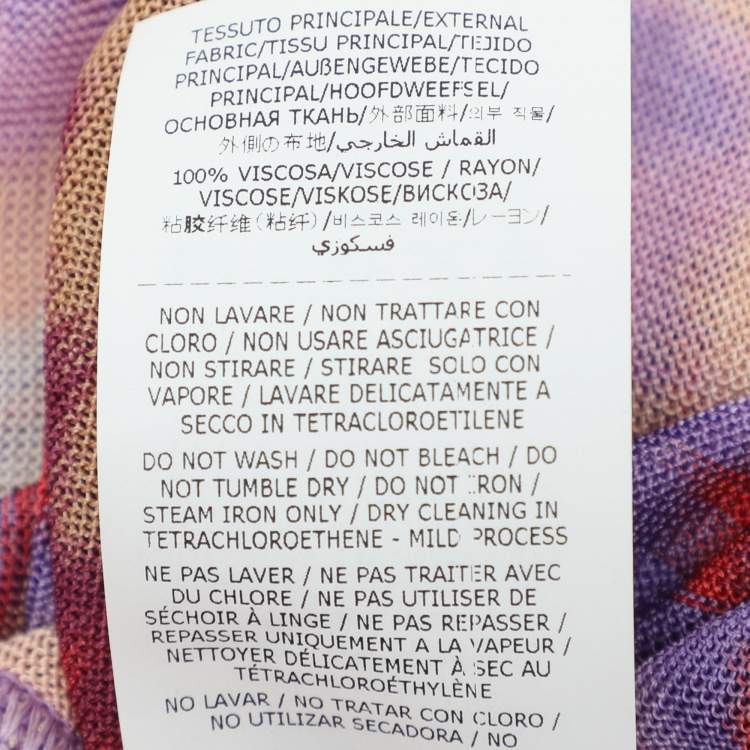 TESSUTO PRINCIPALE/EXTERNAL
FABRIC/TISSU PRINCIPAL/TEJIDO
PRINCIPAL/AUßENGEWEBE/TECIDO
PRINCIPAL/HOOFDWEEFSEL/
ОСНОВНАЯ ТКАНЬ/外部面料/외부 직물/
外側の布地/القماش الخارجي/
100% VISCOSA/VISCOSE / RAYON/
VISCOSE/VISKOSE/ВИСКОЗА/
粘胶纤维(粘纤)/비스코스 레이온/レーヨン/
فسكوزي
NON LAVARE / NON TRATTARE CON
CLORO / NON USARE ASCIUGATRICE /
NON STIRARE / STIRARE SOLO CON
VAPORE / LAVARE DELICATAMENTE A
SECCO IN TETRACLOROETILENE
DO NOT WASH / DO NOT BLEACH / DO
NOT TUMBLE DRY / DO NOT IRON /
STEAM IRON ONLY / DRY CLEANING IN
TETRACHLOROETHENE - MILD PROCESS
NE PAS LAVER / NE PAS TRAITER AVEC
DU CHLORE / NE PAS UTILISER DE
SÉCHOIR À LINGE / NE PAS REPASSER /
REPASSER UNIQUEMENT A LA VAPEUR /
NETTOYER DÉLICATEMENT À SEC AU
TÉTRACHLOROÉTHYLÈNE
NO LAVAR / NO TRATAR CON CLORO /
NO UTILIZAR SECADORA / NO